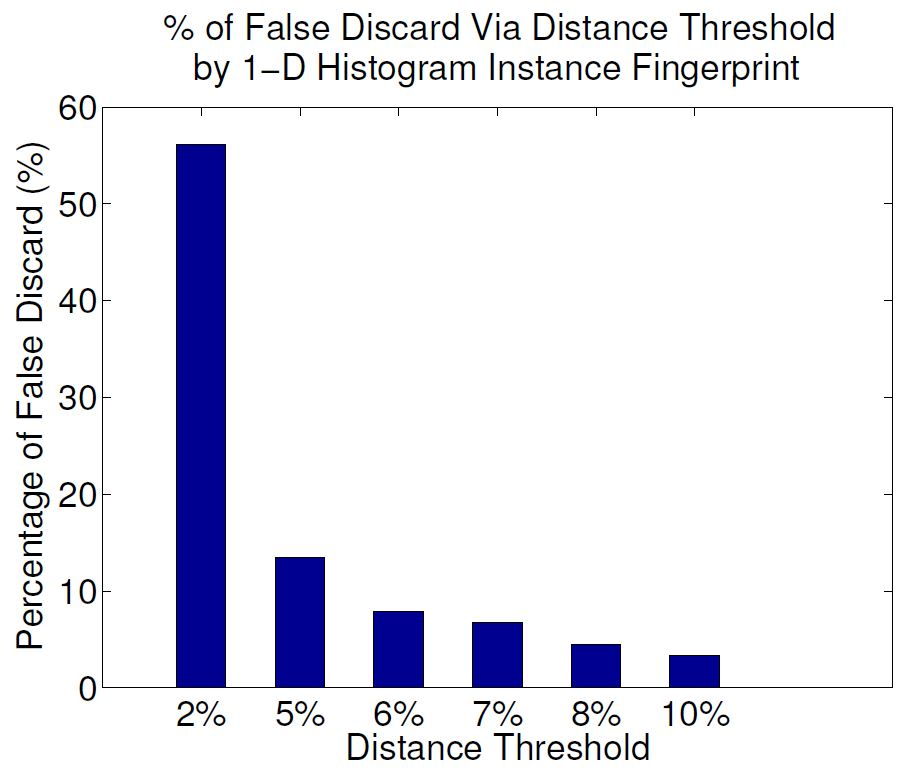 % of False Discard Via Distance Threshold
by 1−D Histogram Instance Fingerprint
Percentage of False Discard (%)
60
50
40
30
20
10
0
2% 5% 6% 7% 8% 10%
Distance Threshold